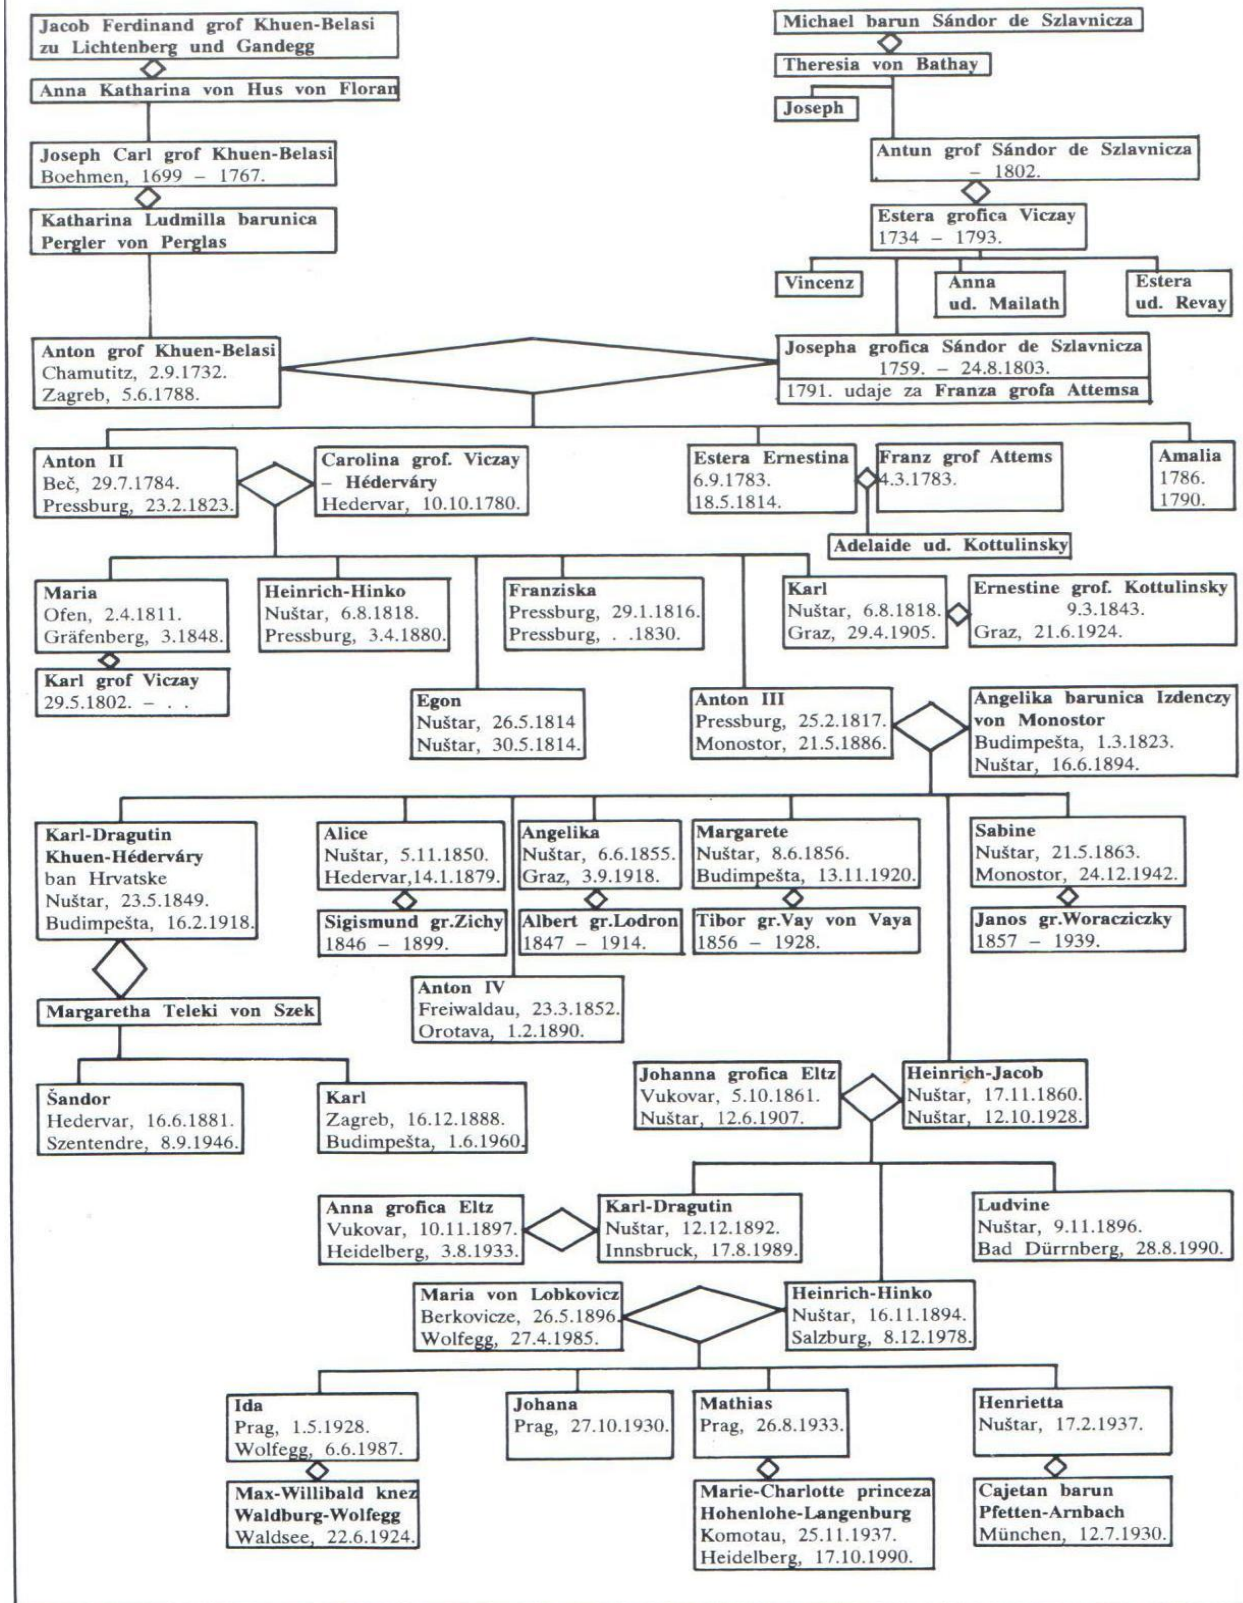 Jacob Ferdinand grof Khuen-Belasi
zu Lichtenberg und Gandegg
Anna Katharina von Hus von Floran
Joseph Carl grof Khuen-Belasi
Boehmen, 1699 – 1767.
Katharina Ludmilla barunica
Pergler von Perglas
Michael barun Sándor de Szlavnicza
Theresia von Bathay
Joseph
Antun grof Sándor de Szlavnicza
– 1802.
Estera grofica Viczay
1734 – 1793.
Vincenz
Anna
ud. Mailath
Estera
ud. Revay
Anton grof Khuen-Belasi
Chamutitz, 2.9.1732.
Zagreb, 5.6.1788.
Josepha grofica Sándor de Szlavnicza
1759. – 24.8.1803.
1791. udaje za Franza grofa Attemsa
Anton II
Beč, 29.7.1784.
Pressburg, 23.2.1823.
Carolina grof. Viczay
– Héderváry
Hedervar, 10.10.1780.
Estera Ernestina
6.9.1783.
18.5.1814.
Franz grof Attems
4.3.1783.
Amalia
1786.
1790.
Adelaide ud. Kottulinsky
Maria
Ofen, 2.4.1811.
Gräfenberg, 3.1848.
Karl grof Viczay
29.5.1802. – . .
Heinrich-Hinko
Nuštar, 6.8.1818.
Pressburg, 3.4.1880.
Franziska
Pressburg, 29.1.1816.
Pressburg, . .1830.
Karl
Nuštar, 6.8.1818.
Graz, 29.4.1905.
Ernestine grof. Kottulinsky
9.3.1843.
Graz, 21.6.1924.
Egon
Nuštar, 26.5.1814
Nuštar, 30.5.1814.
Anton III
Pressburg, 25.2.1817.
Monostor, 21.5.1886.
Angelika barunica Izdenczy
von Monostor
Budimpešta, 1.3.1823.
Nuštar, 16.6.1894.
Karl-Dragutin
Khuen-Héderváry
ban Hrvatske
Nuštar, 23.5.1849.
Budimpešta, 16.2.1918.
Margaretha Teleki von Szek
Alice
Nuštar, 5.11.1850.
Hedervar,14.1.1879.
Sigismund gr.Zichy
1846 – 1899.
Angelika
Nuštar, 6.6.1855.
Graz, 3.9.1918.
Albert gr.Lodron
1847 – 1914.
Margarete
Nuštar, 8.6.1856.
Budimpešta, 13.11.1920.
Tibor gr.Vay von Vaya
1856 – 1928.
Sabine
Nuštar, 21.5.1863.
Monostor, 24.12.1942.
Janos gr.Woracziczky
1857 – 1939.
Anton IV
Freiwaldau, 23.3.1852.
Orotava, 1.2.1890.
Šandor
Hedervar, 16.6.1881.
Szentendre, 8.9.1946.
Karl
Zagreb, 16.12.1888.
Budimpešta, 1.6.1960.
Johanna grofica Eltz
Vukovar, 5.10.1861.
Nuštar, 12.6.1907.
Heinrich-Jacob
Nuštar, 17.11.1860.
Nuštar, 12.10.1928.
Anna grofica Eltz
Vukovar, 10.11.1897.
Heidelberg, 3.8.1933.
Karl-Dragutin
Nuštar, 12.12.1892.
Innsbruck, 17.8.1989.
Ludvine
Nuštar, 9.11.1896.
Bad Dürrnberg, 28.8.1990.
Maria von Lobkovicz
Berkovicze, 26.5.1896.
Wolfegg, 27.4.1985.
Heinrich-Hinko
Nuštar, 16.11.1894.
Salzburg, 8.12.1978.
Ida
Prag, 1.5.1928.
Wolfegg, 6.6.1987.
Max-Willibald knez
Waldburg-Wolfegg
Waldsee, 22.6.1924.
Johana
Prag, 27.10.1930.
Mathias
Prag, 26.8.1933.
Marie-Charlotte princeza
Hohenlohe-Langenburg
Komotau, 25.11.1937.
Heidelberg, 17.10.1990.
Henrietta
Nuštar, 17.2.1937.
Cajetan barun
Pfetten-Arnbach
München, 12.7.1930.